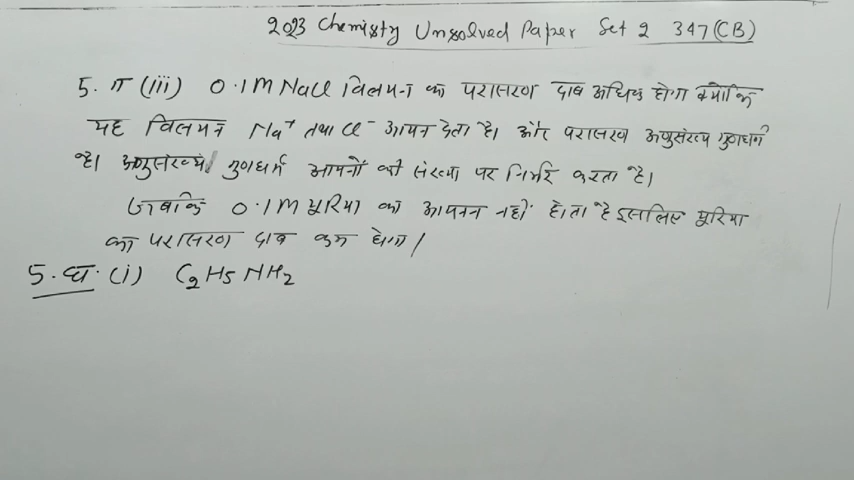 2023 Chemistry Unsolved Paper Set 2 347 (CB)
5. ग (iii) 0.1M NaCl विलयन का परासरण दाब अधिक होगा क्योंकि
यह विलयन Na⁺ तथा Cl⁻ आयन देता है। और परासरण अणुसंख्य गुणधर्म
है। अणुसंख्य गुणधर्म आयनों की संख्या पर निर्भर करता है।
जबकि 0.1M यूरिया का आयनन नहीं होता है इसलिए यूरिया
का परासरण दाब कम होगा/
5. घ. (i) C₂H₅NH₂